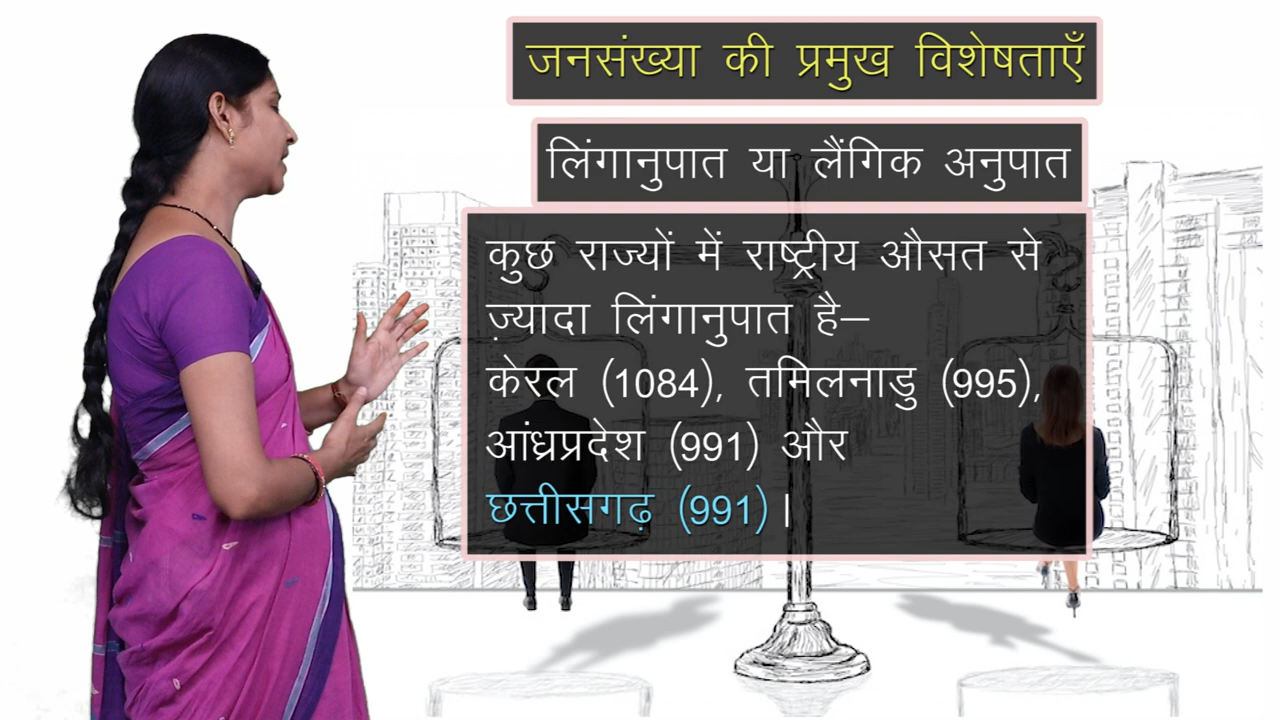 जनसंख्या की प्रमुख विशेषताएँ
लिंगानुपात या लैंगिक अनुपात
कुछ राज्यों में राष्ट्रीय औसत से
ज़्यादा लिंगानुपात है–
केरल (1084), तमिलनाडु (995),
आंध्रप्रदेश (991) और
छत्तीसगढ़ (991) ।